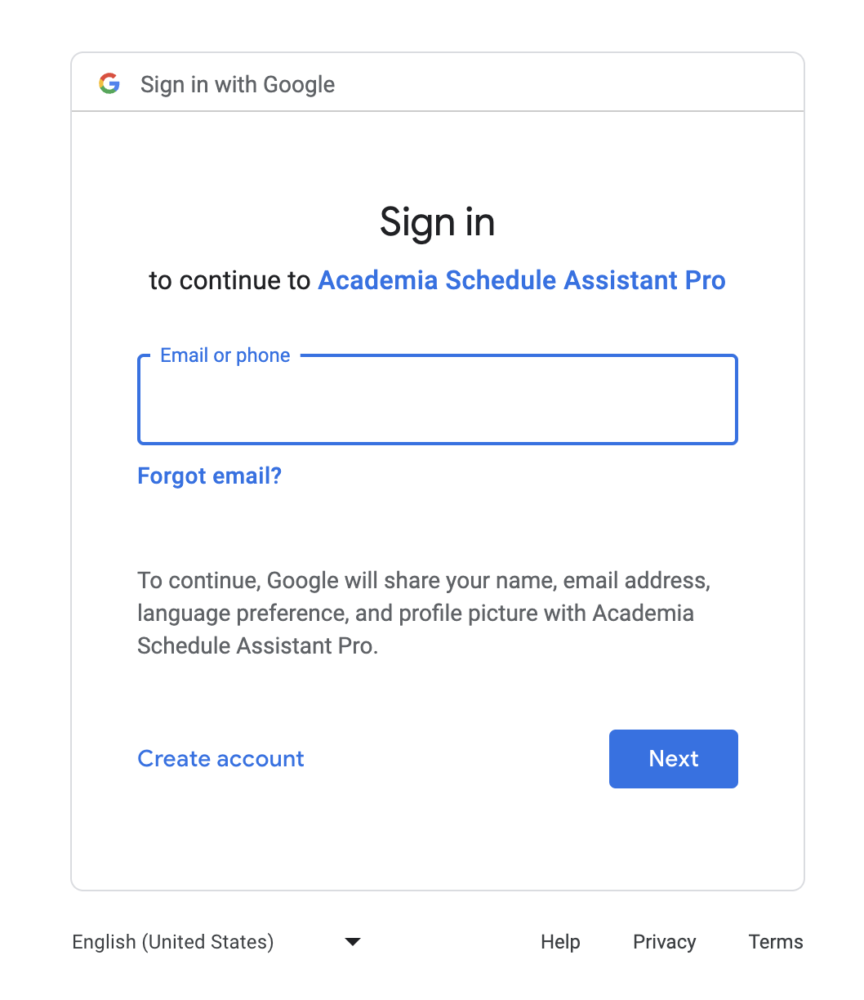 Sign in with Google
Sign in
to continue to Academia Schedule Assistant Pro
Email or phone
Forgot email?
To continue, Google will share your name, email address,
language preference, and profile picture with Academia
Schedule Assistant Pro.
Create account
Next
English (United States)
Help
Privacy
Terms